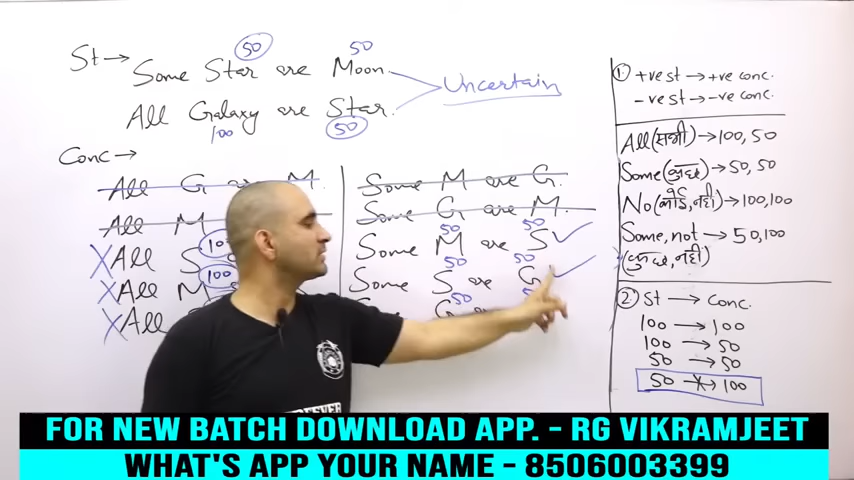 St → Some Star are Moon
50
50
Uncertain
All Galaxy are Star.
100
50
Conc →
All G are M.
All M
All S
100
All M
100
All G
Some M are G.
Some G are M.
Some M are S ✓
50
50
Some S are G ✓
50
50
Some G
50
① +ve st → +ve conc.
-ve st → -ve conc.
All (सभी) → 100, 50
Some (कुछ) → 50, 50
No (कोई, नहीं) → 100, 100
Some, not → 50, 100
(कुछ, नहीं)
② St → Conc.
100 → 100
100 → 50
50 → 50
50 ↛ 100
FOR NEW BATCH DOWNLOAD APP. - RG VIKRAMJEET
WHAT'S APP YOUR NAME - 8506003399